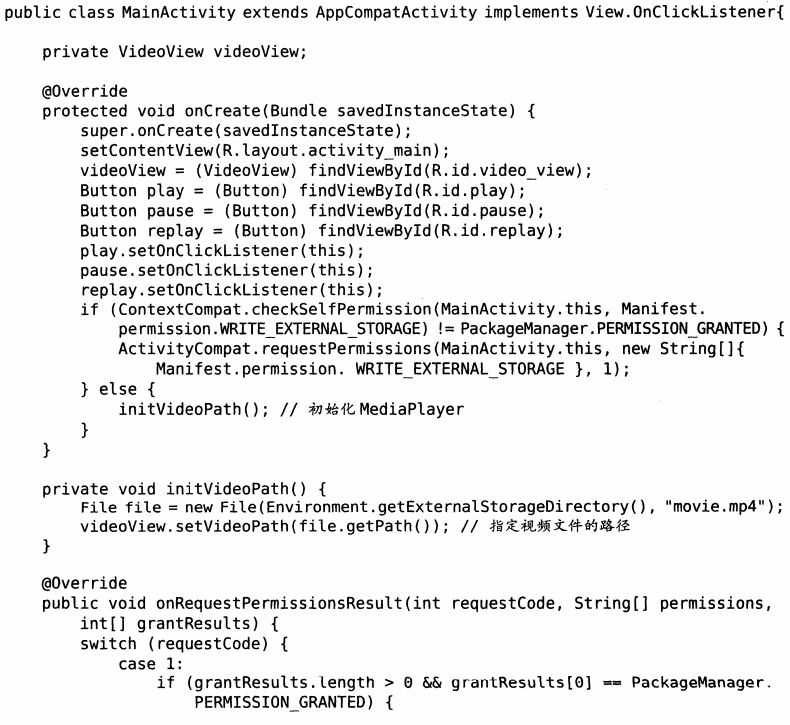 public class MainActivity extends AppCompatActivity implements View.OnClickListener{
    private VideoView videoView;
    @Override
    protected void onCreate(Bundle savedInstanceState) {
        super.onCreate(savedInstanceState);
        setContentView(R.layout.activity_main);
        videoView = (VideoView) findViewById(R.id.video_view);
        Button play = (Button) findViewById(R.id.play);
        Button pause = (Button) findViewById(R.id.pause);
        Button replay = (Button) findViewById(R.id.replay);
        play.setOnClickListener(this);
        pause.setOnClickListener(this);
        replay.setOnClickListener(this);
        if (ContextCompat.checkSelfPermission(MainActivity.this, Manifest.
            permission.WRITE_EXTERNAL_STORAGE) != PackageManager.PERMISSION_GRANTED) {
            ActivityCompat.requestPermissions(MainActivity.this, new String[]{
                Manifest.permission. WRITE_EXTERNAL_STORAGE }, 1);
        } else {
            initVideoPath(); // 初始化 MediaPlayer
        }
    }
    private void initVideoPath() {
        File file = new File(Environment.getExternalStorageDirectory(), "movie.mp4");
        videoView.setVideoPath(file.getPath()); // 指定视频文件的路径
    }
    @Override
    public void onRequestPermissionsResult(int requestCode, String[] permissions,
        int[] grantResults) {
        switch (requestCode) {
            case 1:
                if (grantResults.length > 0 && grantResults[0] == PackageManager.
                    PERMISSION_GRANTED) {